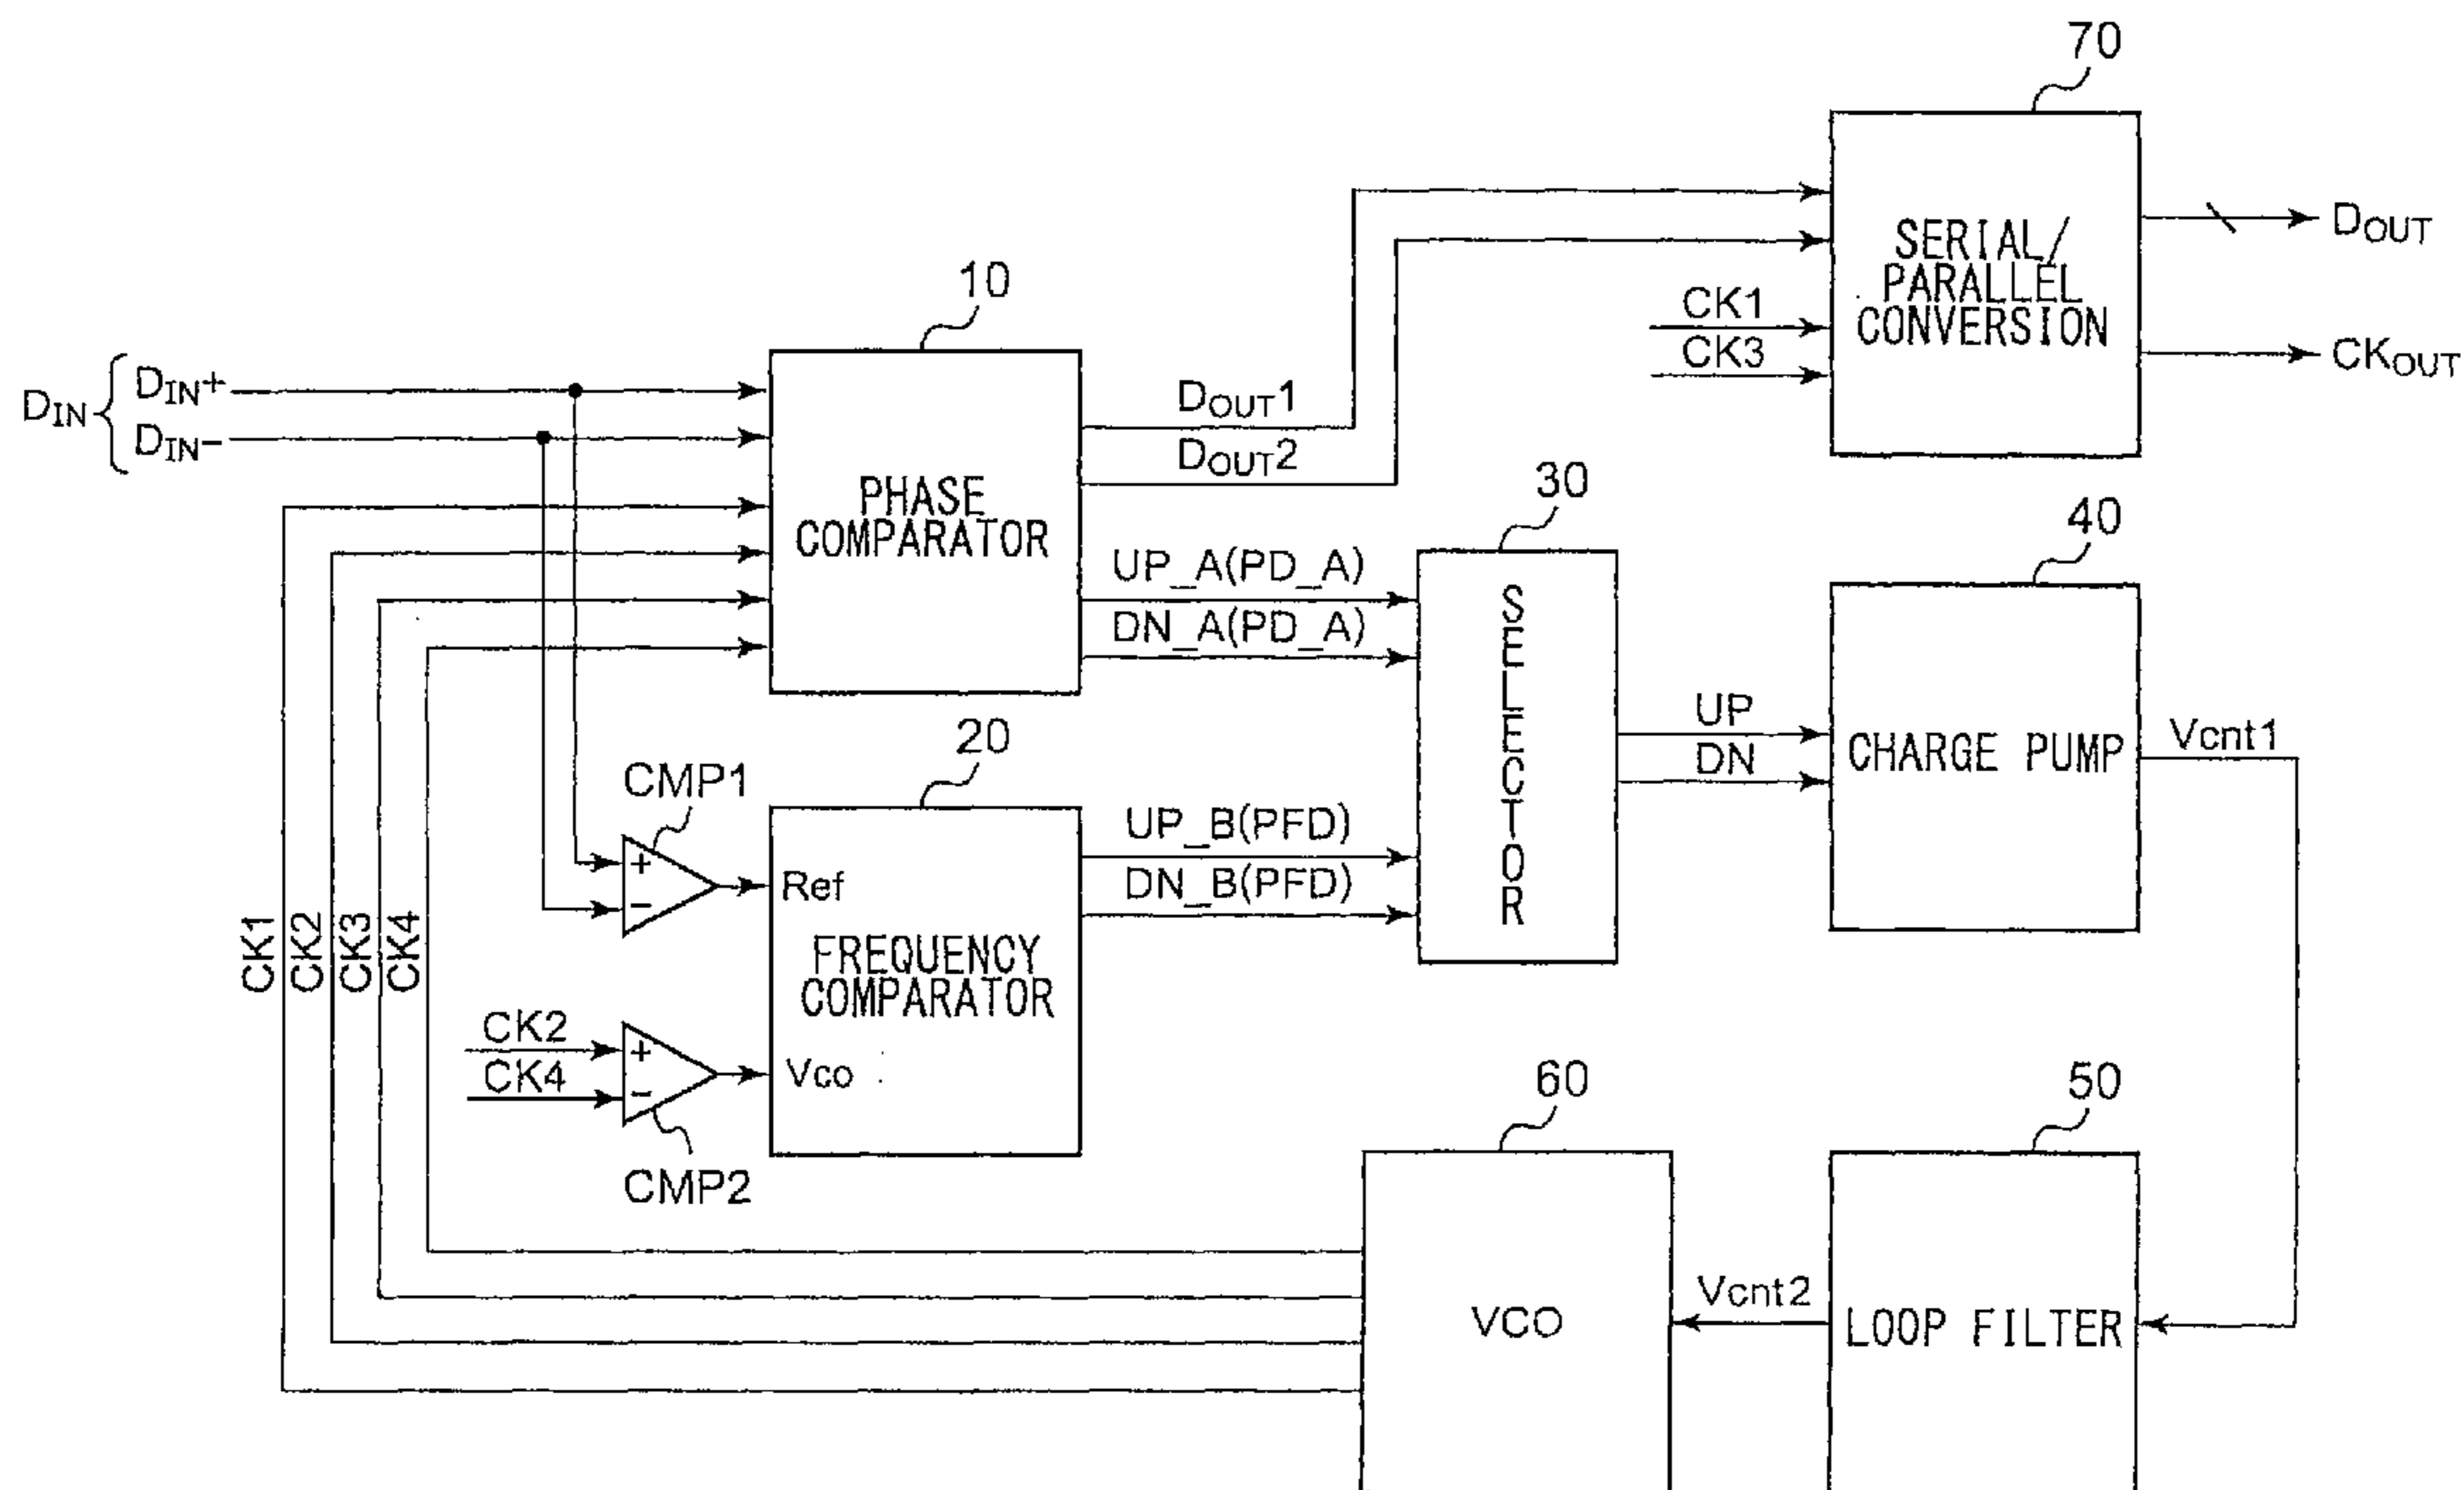 70
SERIAL/
PARALLEL
CONVERSION
DOUT
CKOUT
CK1
CK3
10
DIN
DIN+
DIN-
PHASE
COMPARATOR
DOUT1
DOUT2
UP_A(PD_A)
DN_A(PD_A)
30
SELECTOR
40
CHARGE PUMP
UP
DN
Vcnt1
20
CMP1
+
-
Ref
FREQUENCY
COMPARATOR
Vco
UP_B(PFD)
DN_B(PFD)
CK1
CK2
CK3
CK4
CK2
CK4
+
-
CMP2
60
VCO
50
LOOP FILTER
Vcnt2